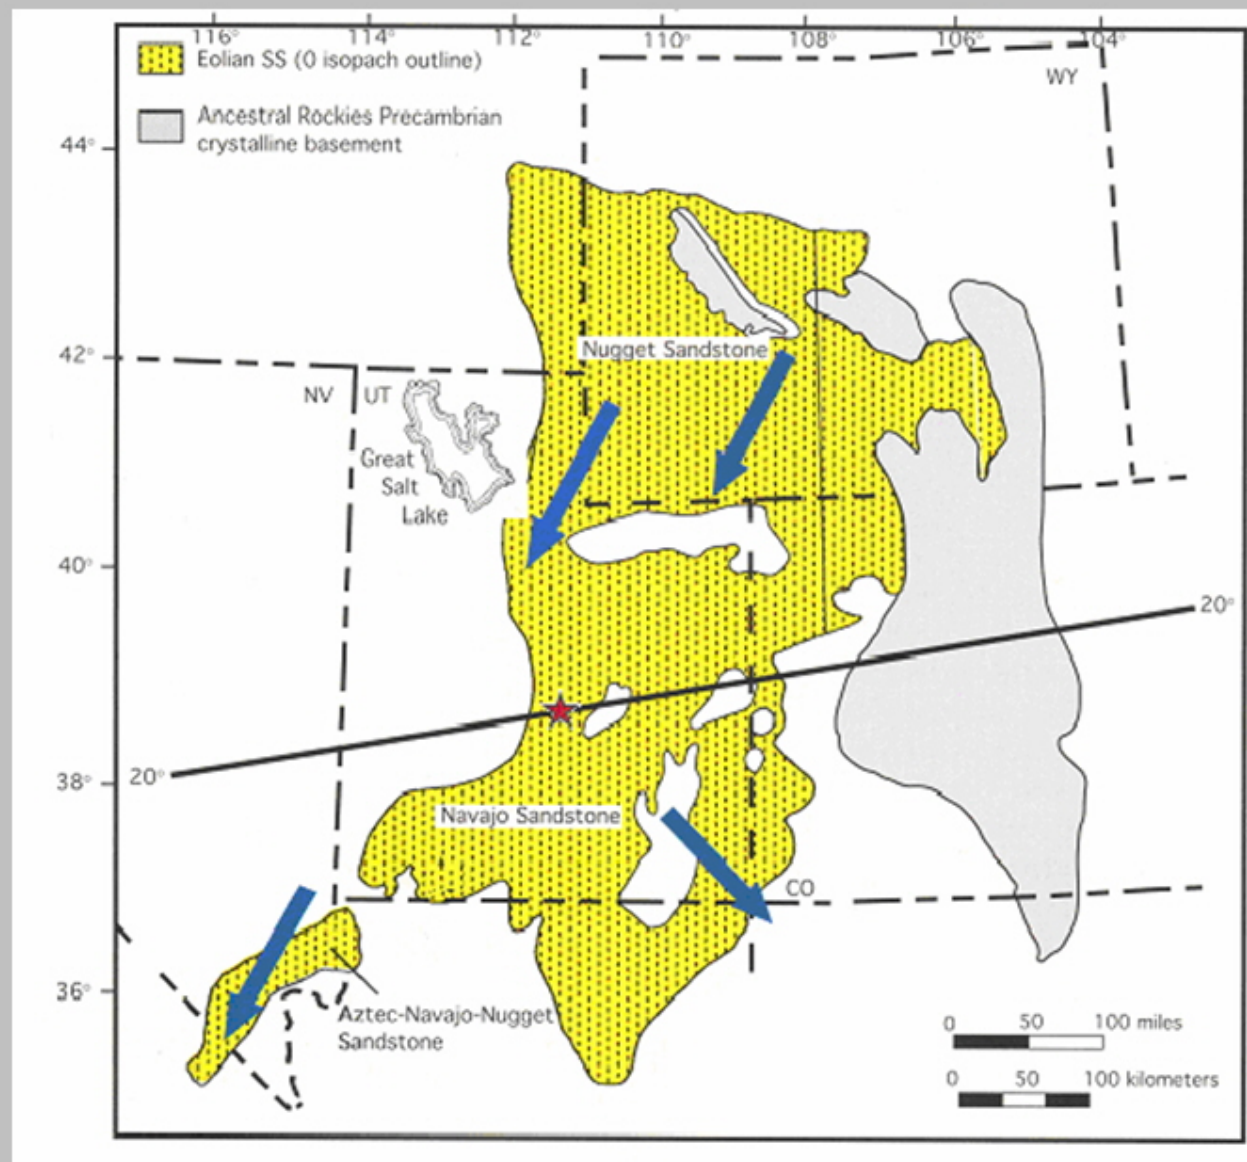 116° 114° 112° 110° 108° 106° 104°
Eolian SS (0 isopach outline)
WY
Ancestral Rockies Precambrian
crystalline basement
44°
42°
Nugget Sandstone
NV UT
Great
Salt
Lake
40°
20°
20°
38°
Navajo Sandstone
CO
36°
Aztec-Navajo-Nugget
Sandstone
0 50 100 miles
0 50 100 kilometers